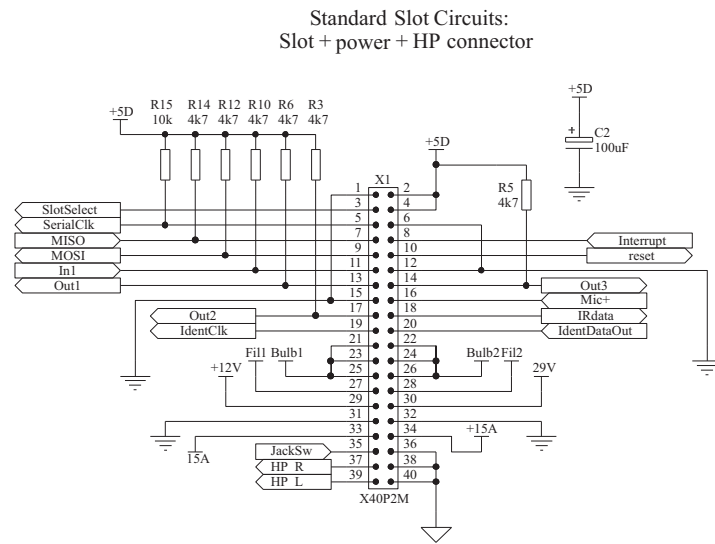 Standard Slot Circuits:
Slot + power + HP connector
+5D
R15 R14 R12 R10 R6 R3
10k 4k7 4k7 4k7 4k7 4k7
+5D
+5D
C2
100uF
+
X1
R5
4k7
1 2
SlotSelect 3 4
SerialClk 5 6
MISO 7 8 Interrupt
MOSI 9 10 reset
In1 11 12
Out1 13 14 Out3
15 16 Mic+
Out2 17 18 IRdata
IdentClk 19 20 IdentDataOut
21 22
Fil1 Bulb1 23 24 Bulb2 Fil2
+12V 25 26 29V
27 28
29 30
31 32
15A 33 34 +15A
JackSw 35 36
HP R 37 38
HP L 39 40
X40P2M